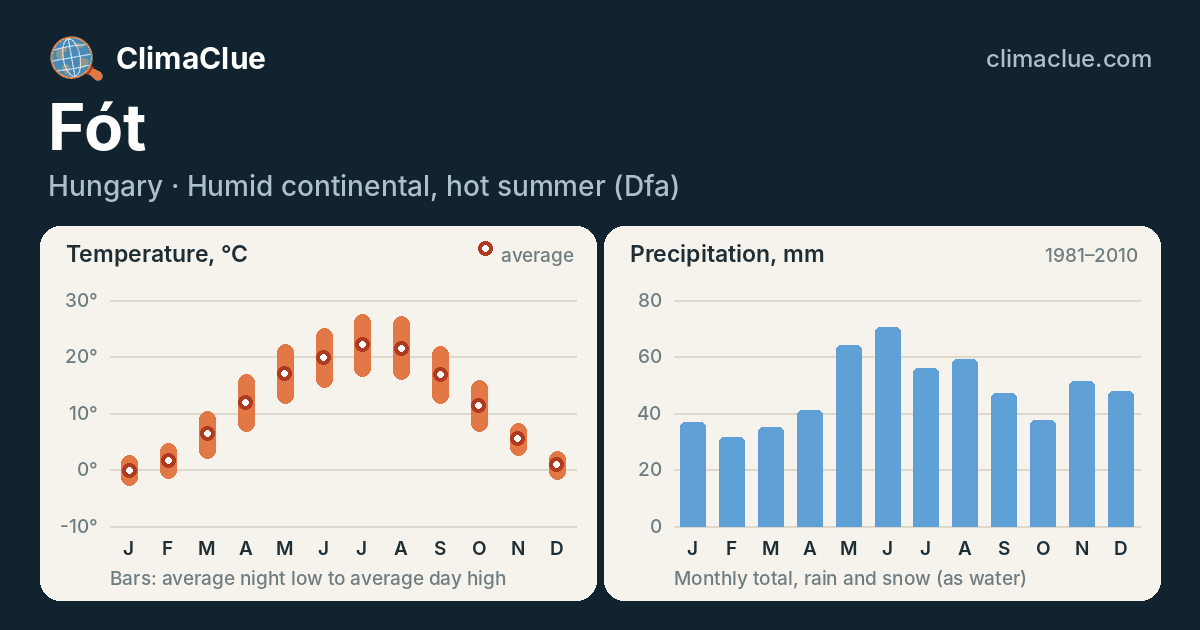 ClimaClue
climaclue.com
Fót
Hungary · Humid continental, hot summer (Dfa)
Temperature, °C
average
30°
20°
10°
0°
-10°
J F M A M J J A S O N D
Bars: average night low to average day high
Precipitation, mm
1981–2010
80
60
40
20
0
J F M A M J J A S O N D
Monthly total, rain and snow (as water)